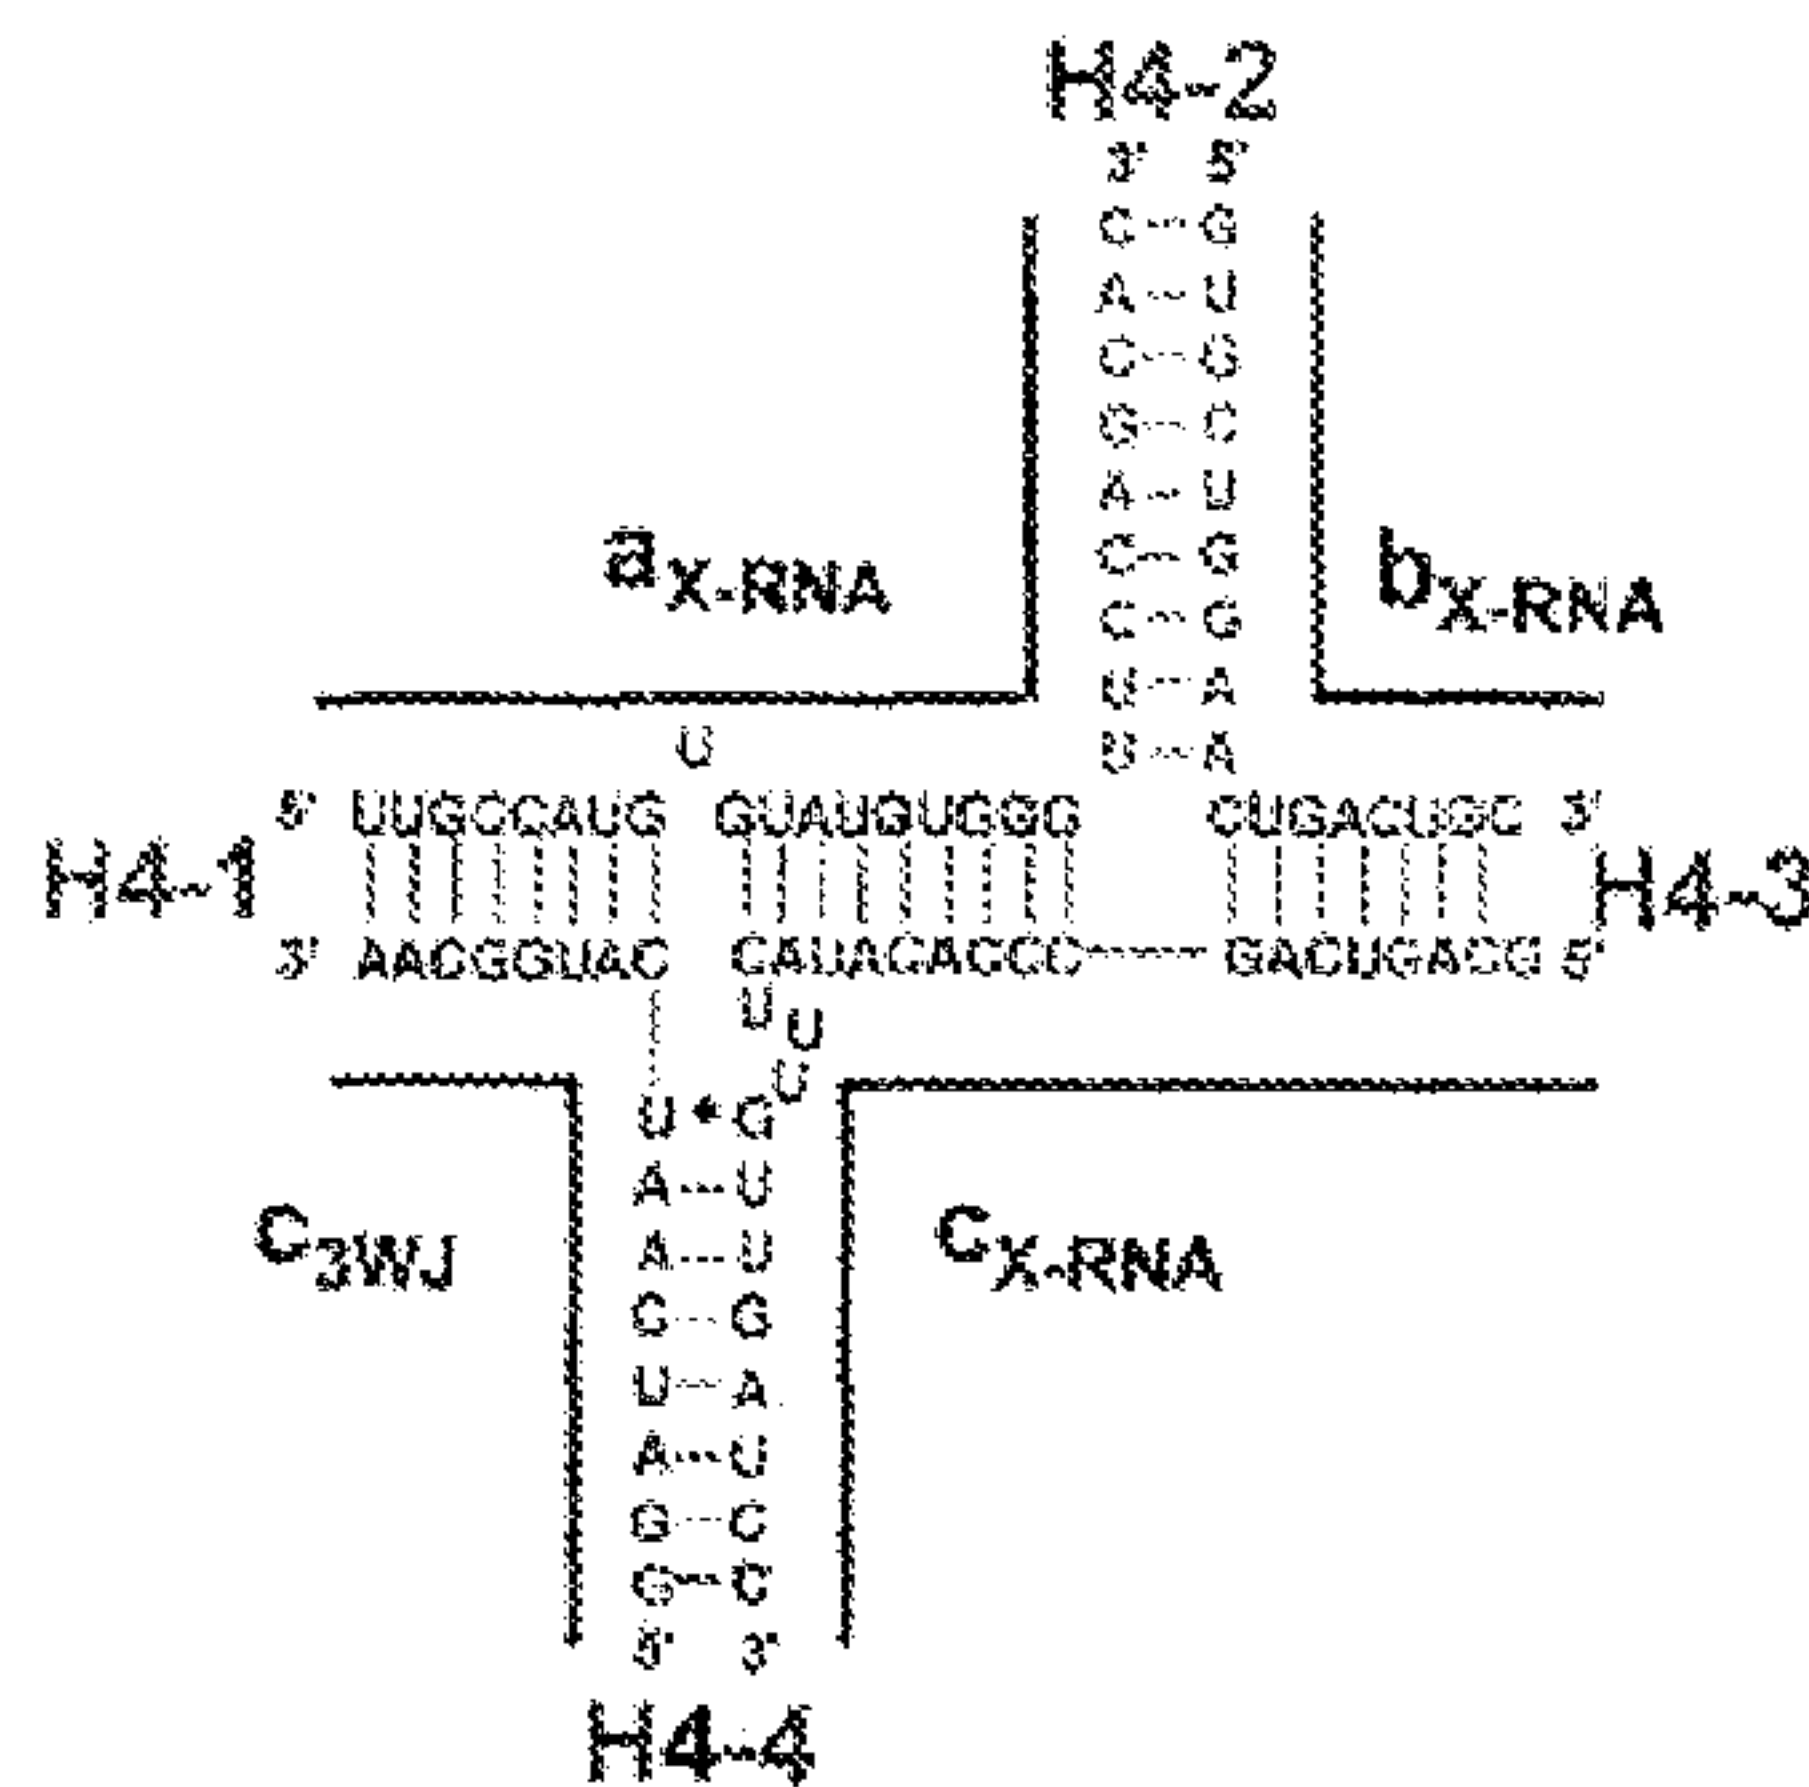 H4-2
3' 5'
C G
A U
C G
G C
A U
C G
C G
U A
U A
aX-RNA
bX-RNA
U
5' UUGCCAUG GUAUGUGGG CUGACUGC 3'
H4-1
H4-3
3' AACGGUAC CAUACACCC GACUGACG 5'
U
U
U
U G
A U
A U
C G
U A
A U
G C
G C
5' 3'
H4-4
C3WJ
CX-RNA